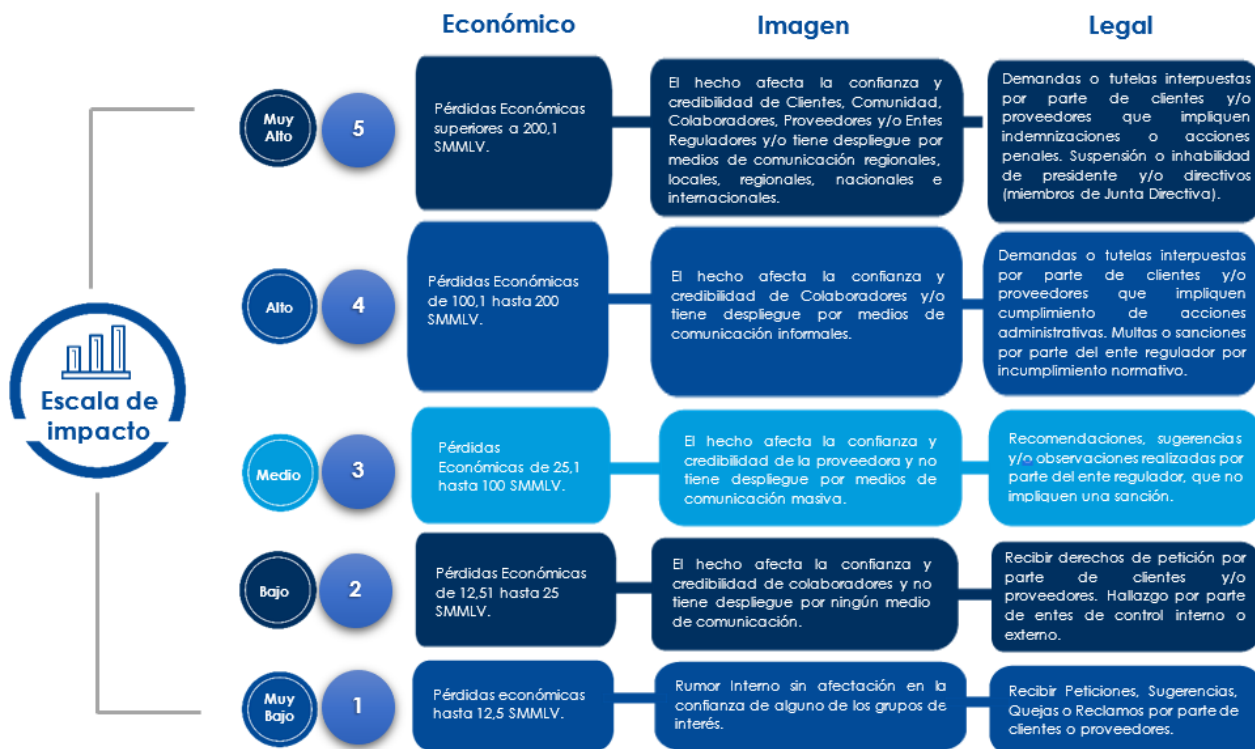 Económico
Imagen
Legal
Muy
Alto
5
Pérdidas Económicas
superiores a 200,1
SMMLV.
El hecho afecta la confianza y
credibilidad de Clientes, Comunidad,
Colaboradores, Proveedores y/o Entes
Reguladores y/o tiene despliegue por
medios de comunicación regionales,
locales, regionales, nacionales e
internacionales.
Demandas o tutelas interpuestas
por parte de clientes y/o
proveedores que impliquen
indemnizaciones o acciones
penales. Suspensión o inhabilidad
de presidente y/o directivos
(miembros de Junta Directiva).
Alto
4
Pérdidas Económicas
de 100,1 hasta 200
SMMLV.
El hecho afecta la confianza y
credibilidad de Colaboradores y/o
tiene despliegue por medios de
comunicación informales.
Demandas o tutelas interpuestas
por parte de clientes y/o
proveedores que impliquen
cumplimiento de acciones
administrativas. Multas o sanciones
por parte del ente regulador por
incumplimiento normativo.
Escala de
impacto
Medio
3
Pérdidas
Económicas de 25,1
hasta 100 SMMLV.
El hecho afecta la confianza y
credibilidad de la proveedora y no
tiene despliegue por medios de
comunicación masiva.
Recomendaciones, sugerencias
y/o observaciones realizadas por
parte del ente regulador, que no
impliquen una sanción.
Bajo
2
Pérdidas Económicas
de 12,51 hasta 25
SMMLV.
El hecho afecta la confianza y
credibilidad de colaboradores y no
tiene despliegue por ningún medio
de comunicación.
Recibir derechos de petición por
parte de clientes y/o
proveedores. Hallazgo por parte
de entes de control interno o
externo.
Muy
Bajo
1
Pérdidas económicas
hasta 12,5 SMMLV.
Rumor Interno sin afectación en la
confianza de alguno de los grupos de
interés.
Recibir Peticiones, Sugerencias,
Quejas o Reclamos por parte de
clientes o proveedores.